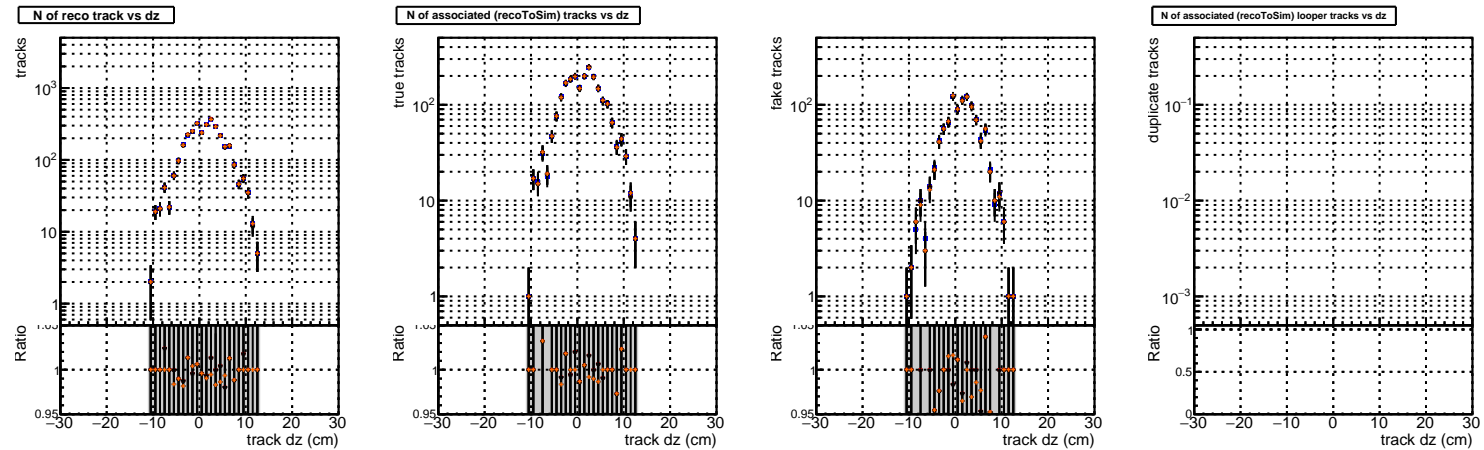 N of reco track vs dz
tracks
10³
10²
10
1
Ratio
1.05
1
0.95
−30 −20 −10 0 10 20 30
track dz (cm)
N of associated (recoToSim) tracks vs dz
true tracks
10²
10
1
Ratio
1.05
1
0.95
−30 −20 −10 0 10 20 30
track dz (cm)
fake tracks
10²
10
1
Ratio
1.05
1
0.95
−30 −20 −10 0 10 20 30
track dz (cm)
N of associated (recoToSim) looper tracks vs dz
duplicate tracks
10⁻¹
10⁻²
10⁻³
Ratio
1
0.5
0
−30 −20 −10 0 10 20 30
track dz (cm)